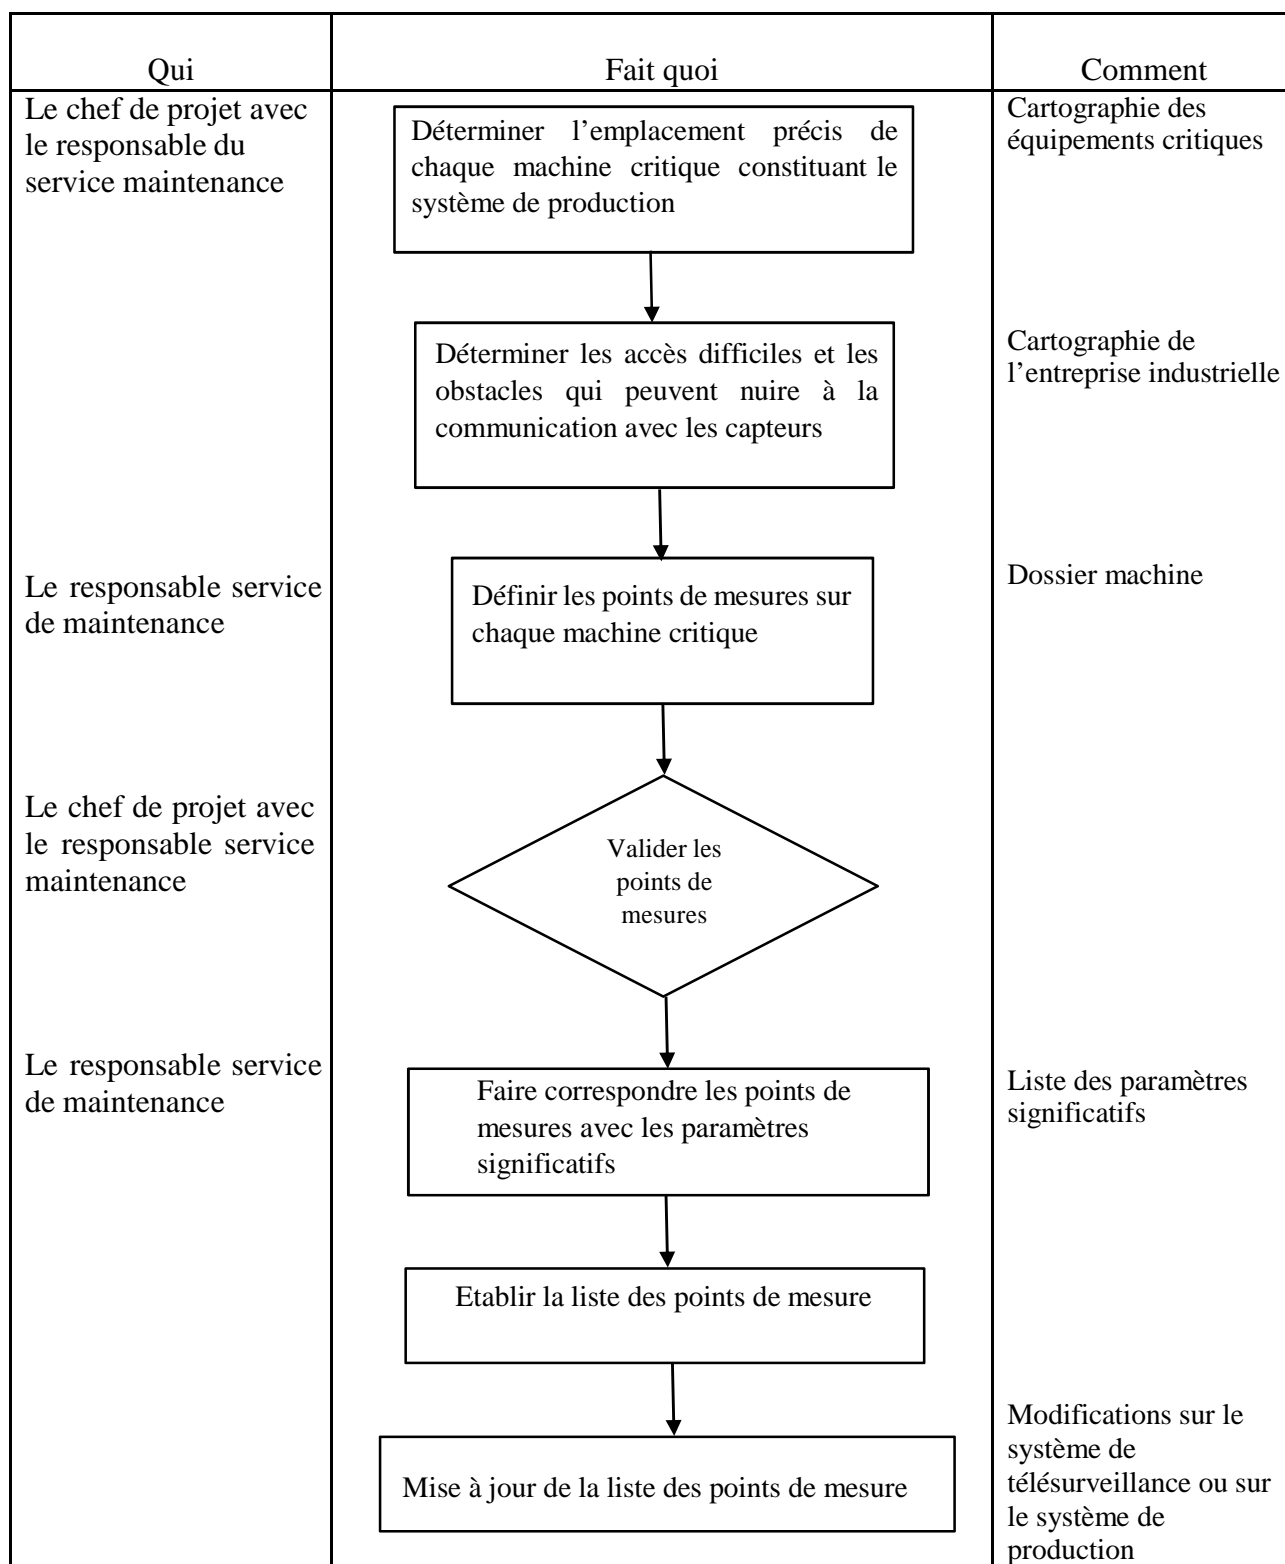 Qui
Fait quoi
Comment
Le chef de projet avec
le responsable du
service maintenance
Déterminer l’emplacement précis de
chaque machine critique constituant le
système de production
Cartographie des
équipements critiques
Déterminer les accès difficiles et les
obstacles qui peuvent nuire à la
communication avec les capteurs
Cartographie de
l’entreprise industrielle
Le responsable service
de maintenance
Définir les points de mesures sur
chaque machine critique
Dossier machine
Le chef de projet avec
le responsable service
maintenance
Valider les
points de
mesures
Le responsable service
de maintenance
Faire correspondre les points de
mesures avec les paramètres
significatifs
Liste des paramètres
significatifs
Etablir la liste des points de mesure
Mise à jour de la liste des points de mesure
Modifications sur le
système de
télésurveillance ou sur
le système de
production